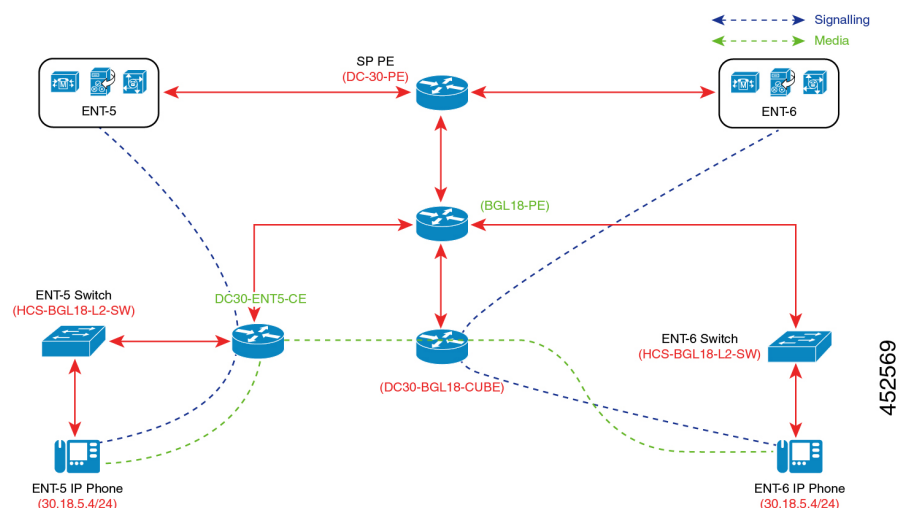 Signalling
Media
SP PE
(DC-30-PE)
M
ENT-5
M
ENT-6
(BGL18-PE)
ENT-5 Switch
(HCS-BGL18-L2-SW)
DC30-ENT5-CE
ENT-6 Switch
(HCS-BGL18-L2-SW)
(DC30-BGL18-CUBE)
452569
ENT-5 IP Phone
(30.18.5.4/24)
ENT-6 IP Phone
(30.18.5.4/24)